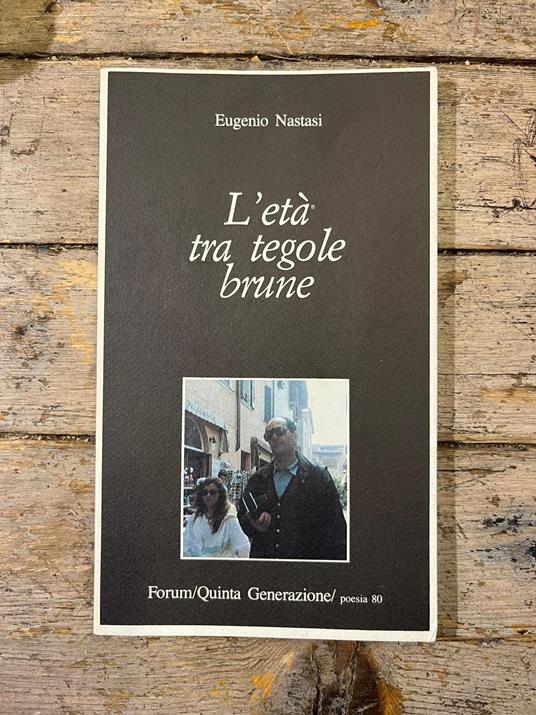 Eugenio Nastasi
L'età
tra tegole
brune
Forum/Quinta Generazione/ poesia 80